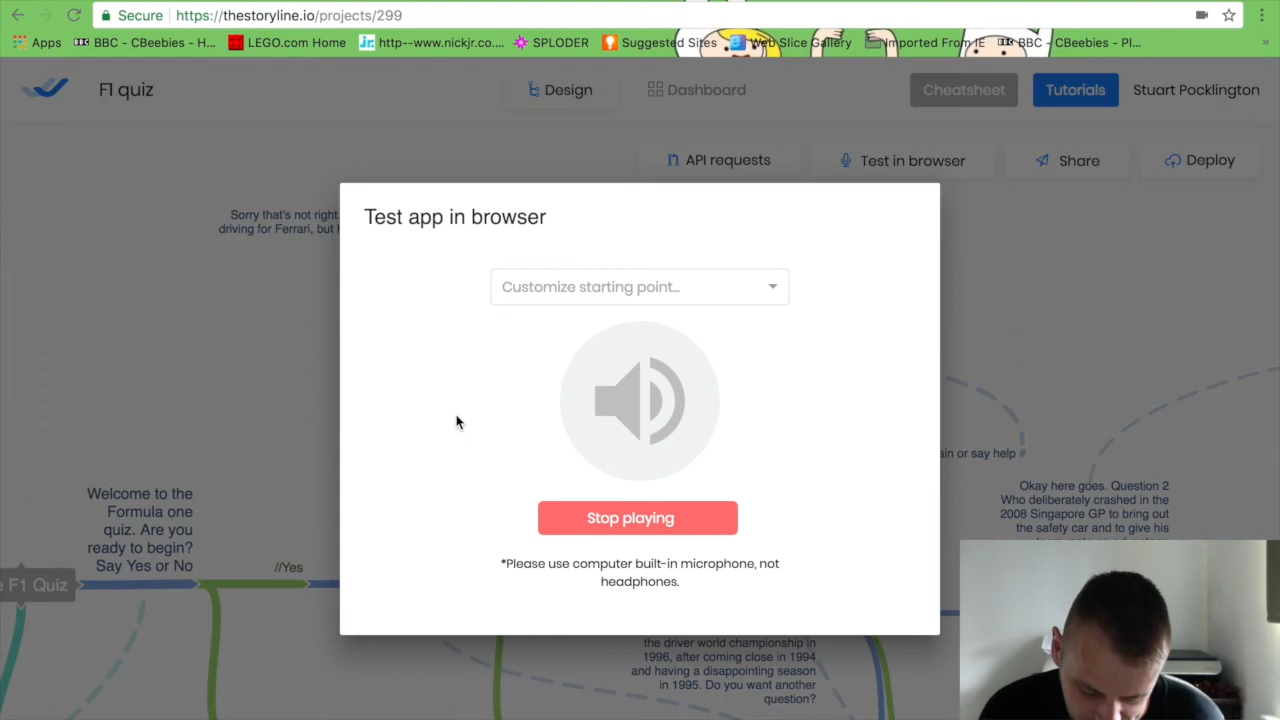 Secure
https://thestoryline.io/projects/299
Apps
BBC - CBeebies - H...
LEGO.com Home
http--www.nickjr.co....
SPLODER
Suggested Sites
Web Slice Gallery
Imported From IE
BBC - CBeebies - Pl...
»
F1 quiz
Design
Dashboard
Cheatsheet
Tutorials
Stuart Pocklington
API requests
Test in browser
Share
Deploy
Sorry that's not right.
driving for Ferrari, but h
Test app in browser
Customize starting point...
Stop playing
*Please use computer built-in microphone, not
headphones.
ain or say help #
Okay here goes. Question 2
Who deliberately crashed in the
2008 Singapore GP to bring out
the safety car and to give his
Welcome to the
Formula one
quiz. Are you
ready to begin?
Say Yes or No
//Yes
e F1 Quiz
the driver world championship in
1996, after coming close in 1994
and having a disappointing season
in 1995. Do you want another
question?